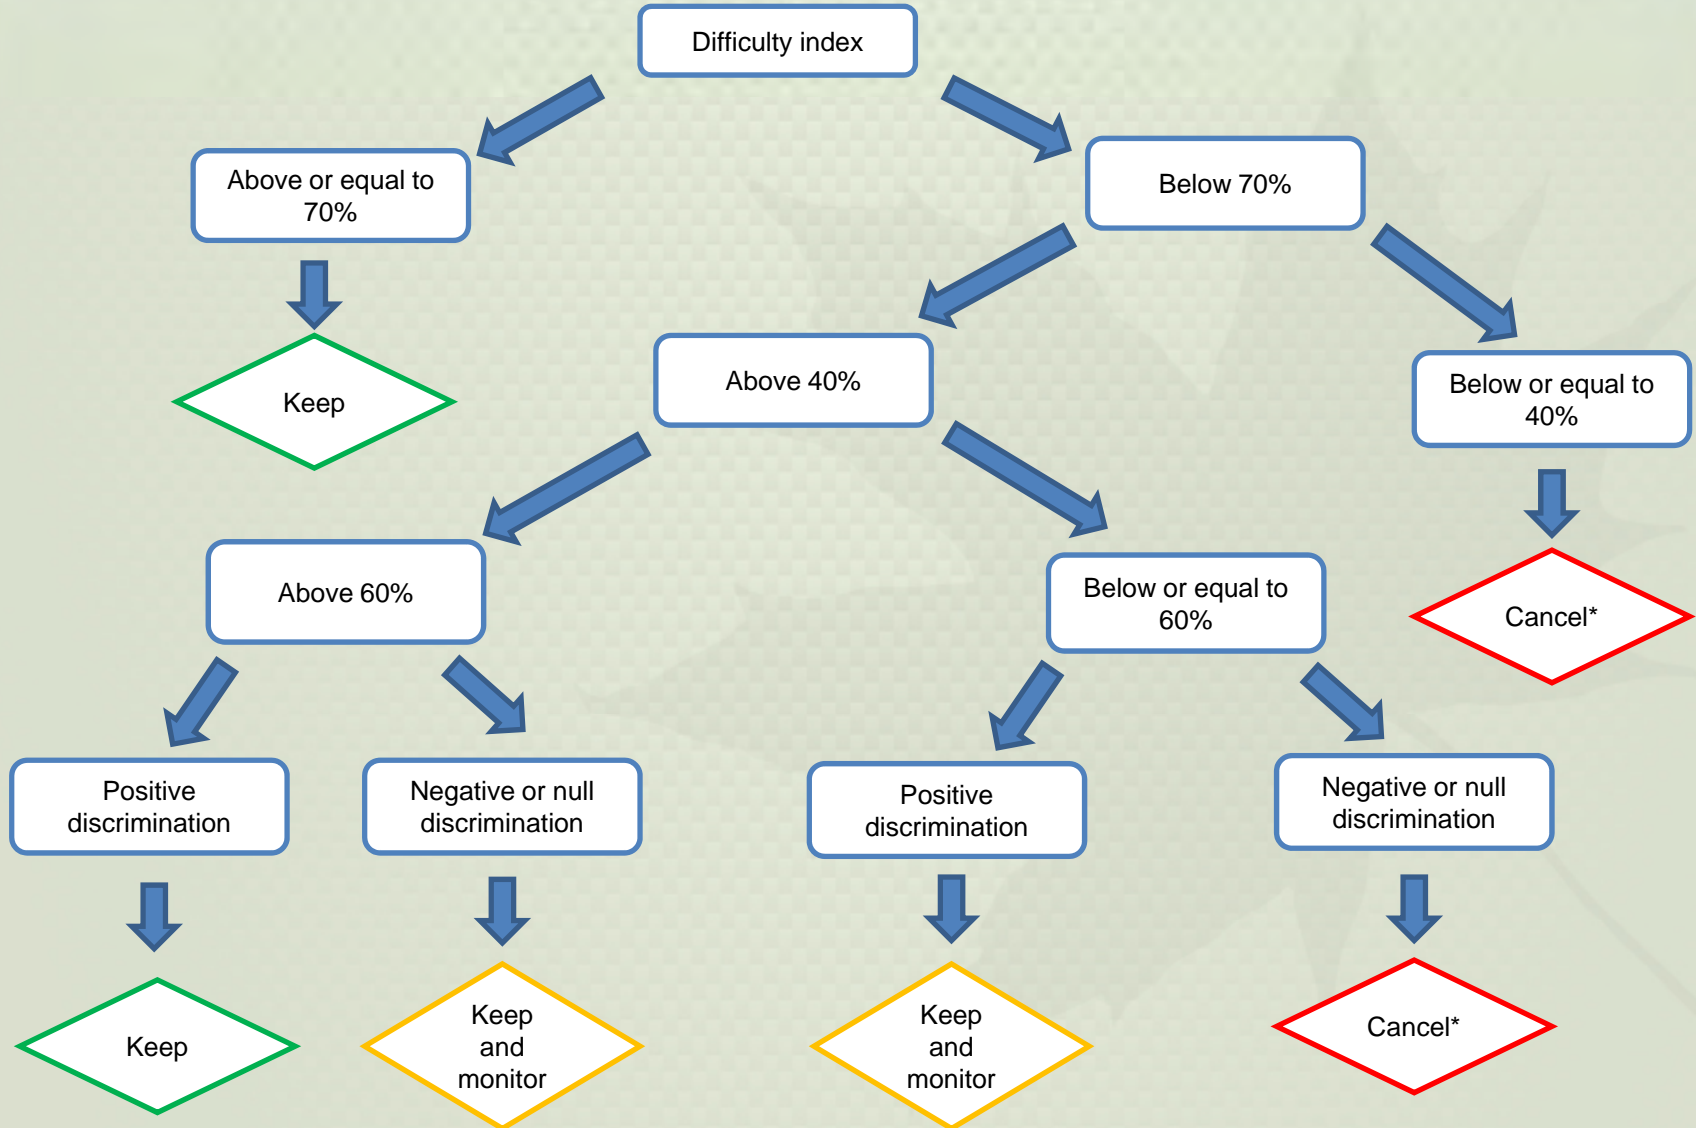 Difficulty index
Above or equal to
70%
Below 70%
Keep
Above 40%
Below or equal to
40%
Above 60%
Below or equal to
60%
Cancel*
Positive
discrimination
Negative or null
discrimination
Positive
discrimination
Negative or null
discrimination
Keep
Keep
and
monitor
Keep
and
monitor
Cancel*